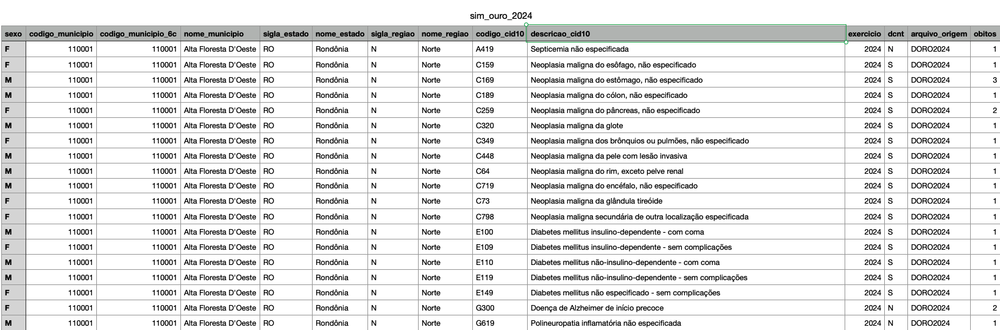 sim_ouro_2024
sexo codigo_municipio codigo_municipio_6c nome_municipio sigla_estado nome_estado sigla_regiao nome_regiao codigo_cid10 descricao_cid10 exercicio dcnt arquivo_origem obitos
F 110001 110001 Alta Floresta D'Oeste RO Rondônia N Norte A419 Septicemia não especificada 2024 N DORO2024 1
F 110001 110001 Alta Floresta D'Oeste RO Rondônia N Norte C159 Neoplasia maligna do esôfago, não especificado 2024 S DORO2024 1
M 110001 110001 Alta Floresta D'Oeste RO Rondônia N Norte C169 Neoplasia maligna do estômago, não especificado 2024 S DORO2024 3
M 110001 110001 Alta Floresta D'Oeste RO Rondônia N Norte C189 Neoplasia maligna do cólon, não especificado 2024 S DORO2024 1
F 110001 110001 Alta Floresta D'Oeste RO Rondônia N Norte C259 Neoplasia maligna do pâncreas, não especificado 2024 S DORO2024 2
M 110001 110001 Alta Floresta D'Oeste RO Rondônia N Norte C320 Neoplasia maligna da glote 2024 S DORO2024 1
F 110001 110001 Alta Floresta D'Oeste RO Rondônia N Norte C349 Neoplasia maligna dos brônquios ou pulmões, não especificado 2024 S DORO2024 1
M 110001 110001 Alta Floresta D'Oeste RO Rondônia N Norte C448 Neoplasia maligna da pele com lesão invasiva 2024 S DORO2024 1
M 110001 110001 Alta Floresta D'Oeste RO Rondônia N Norte C64 Neoplasia maligna do rim, exceto pelve renal 2024 S DORO2024 1
M 110001 110001 Alta Floresta D'Oeste RO Rondônia N Norte C719 Neoplasia maligna do encéfalo, não especificado 2024 S DORO2024 1
F 110001 110001 Alta Floresta D'Oeste RO Rondônia N Norte C73 Neoplasia maligna da glândula tireóide 2024 S DORO2024 1
F 110001 110001 Alta Floresta D'Oeste RO Rondônia N Norte C798 Neoplasia maligna secundária de outra localização especificada 2024 S DORO2024 1
M 110001 110001 Alta Floresta D'Oeste RO Rondônia N Norte E100 Diabetes mellitus insulino-dependente - com coma 2024 S DORO2024 1
F 110001 110001 Alta Floresta D'Oeste RO Rondônia N Norte E109 Diabetes mellitus insulino-dependente - sem complicações 2024 S DORO2024 1
M 110001 110001 Alta Floresta D'Oeste RO Rondônia N Norte E110 Diabetes mellitus não-insulino-dependente - com coma 2024 S DORO2024 1
M 110001 110001 Alta Floresta D'Oeste RO Rondônia N Norte E119 Diabetes mellitus não-insulino-dependente - sem complicações 2024 S DORO2024 1
F 110001 110001 Alta Floresta D'Oeste RO Rondônia N Norte E149 Diabetes mellitus não especificado - sem complicações 2024 S DORO2024 1
F 110001 110001 Alta Floresta D'Oeste RO Rondônia N Norte G300 Doença de Alzheimer de início precoce 2024 N DORO2024 2
M 110001 110001 Alta Floresta D'Oeste RO Rondônia N Norte G619 Polineuropatia inflamatória não especificada 2024 N DORO2024 1